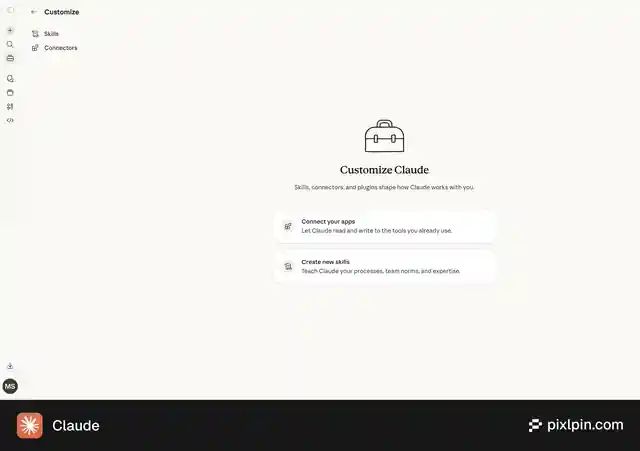 Customize
Skills
Connectors
Customize Claude
Skills, connectors, and plugins shape how Claude works with you.
Connect your apps
Let Claude read and write to the tools you already use.
Create new skills
Teach Claude your processes, team norms, and expertise.
MS
Claude
pixlpin.com